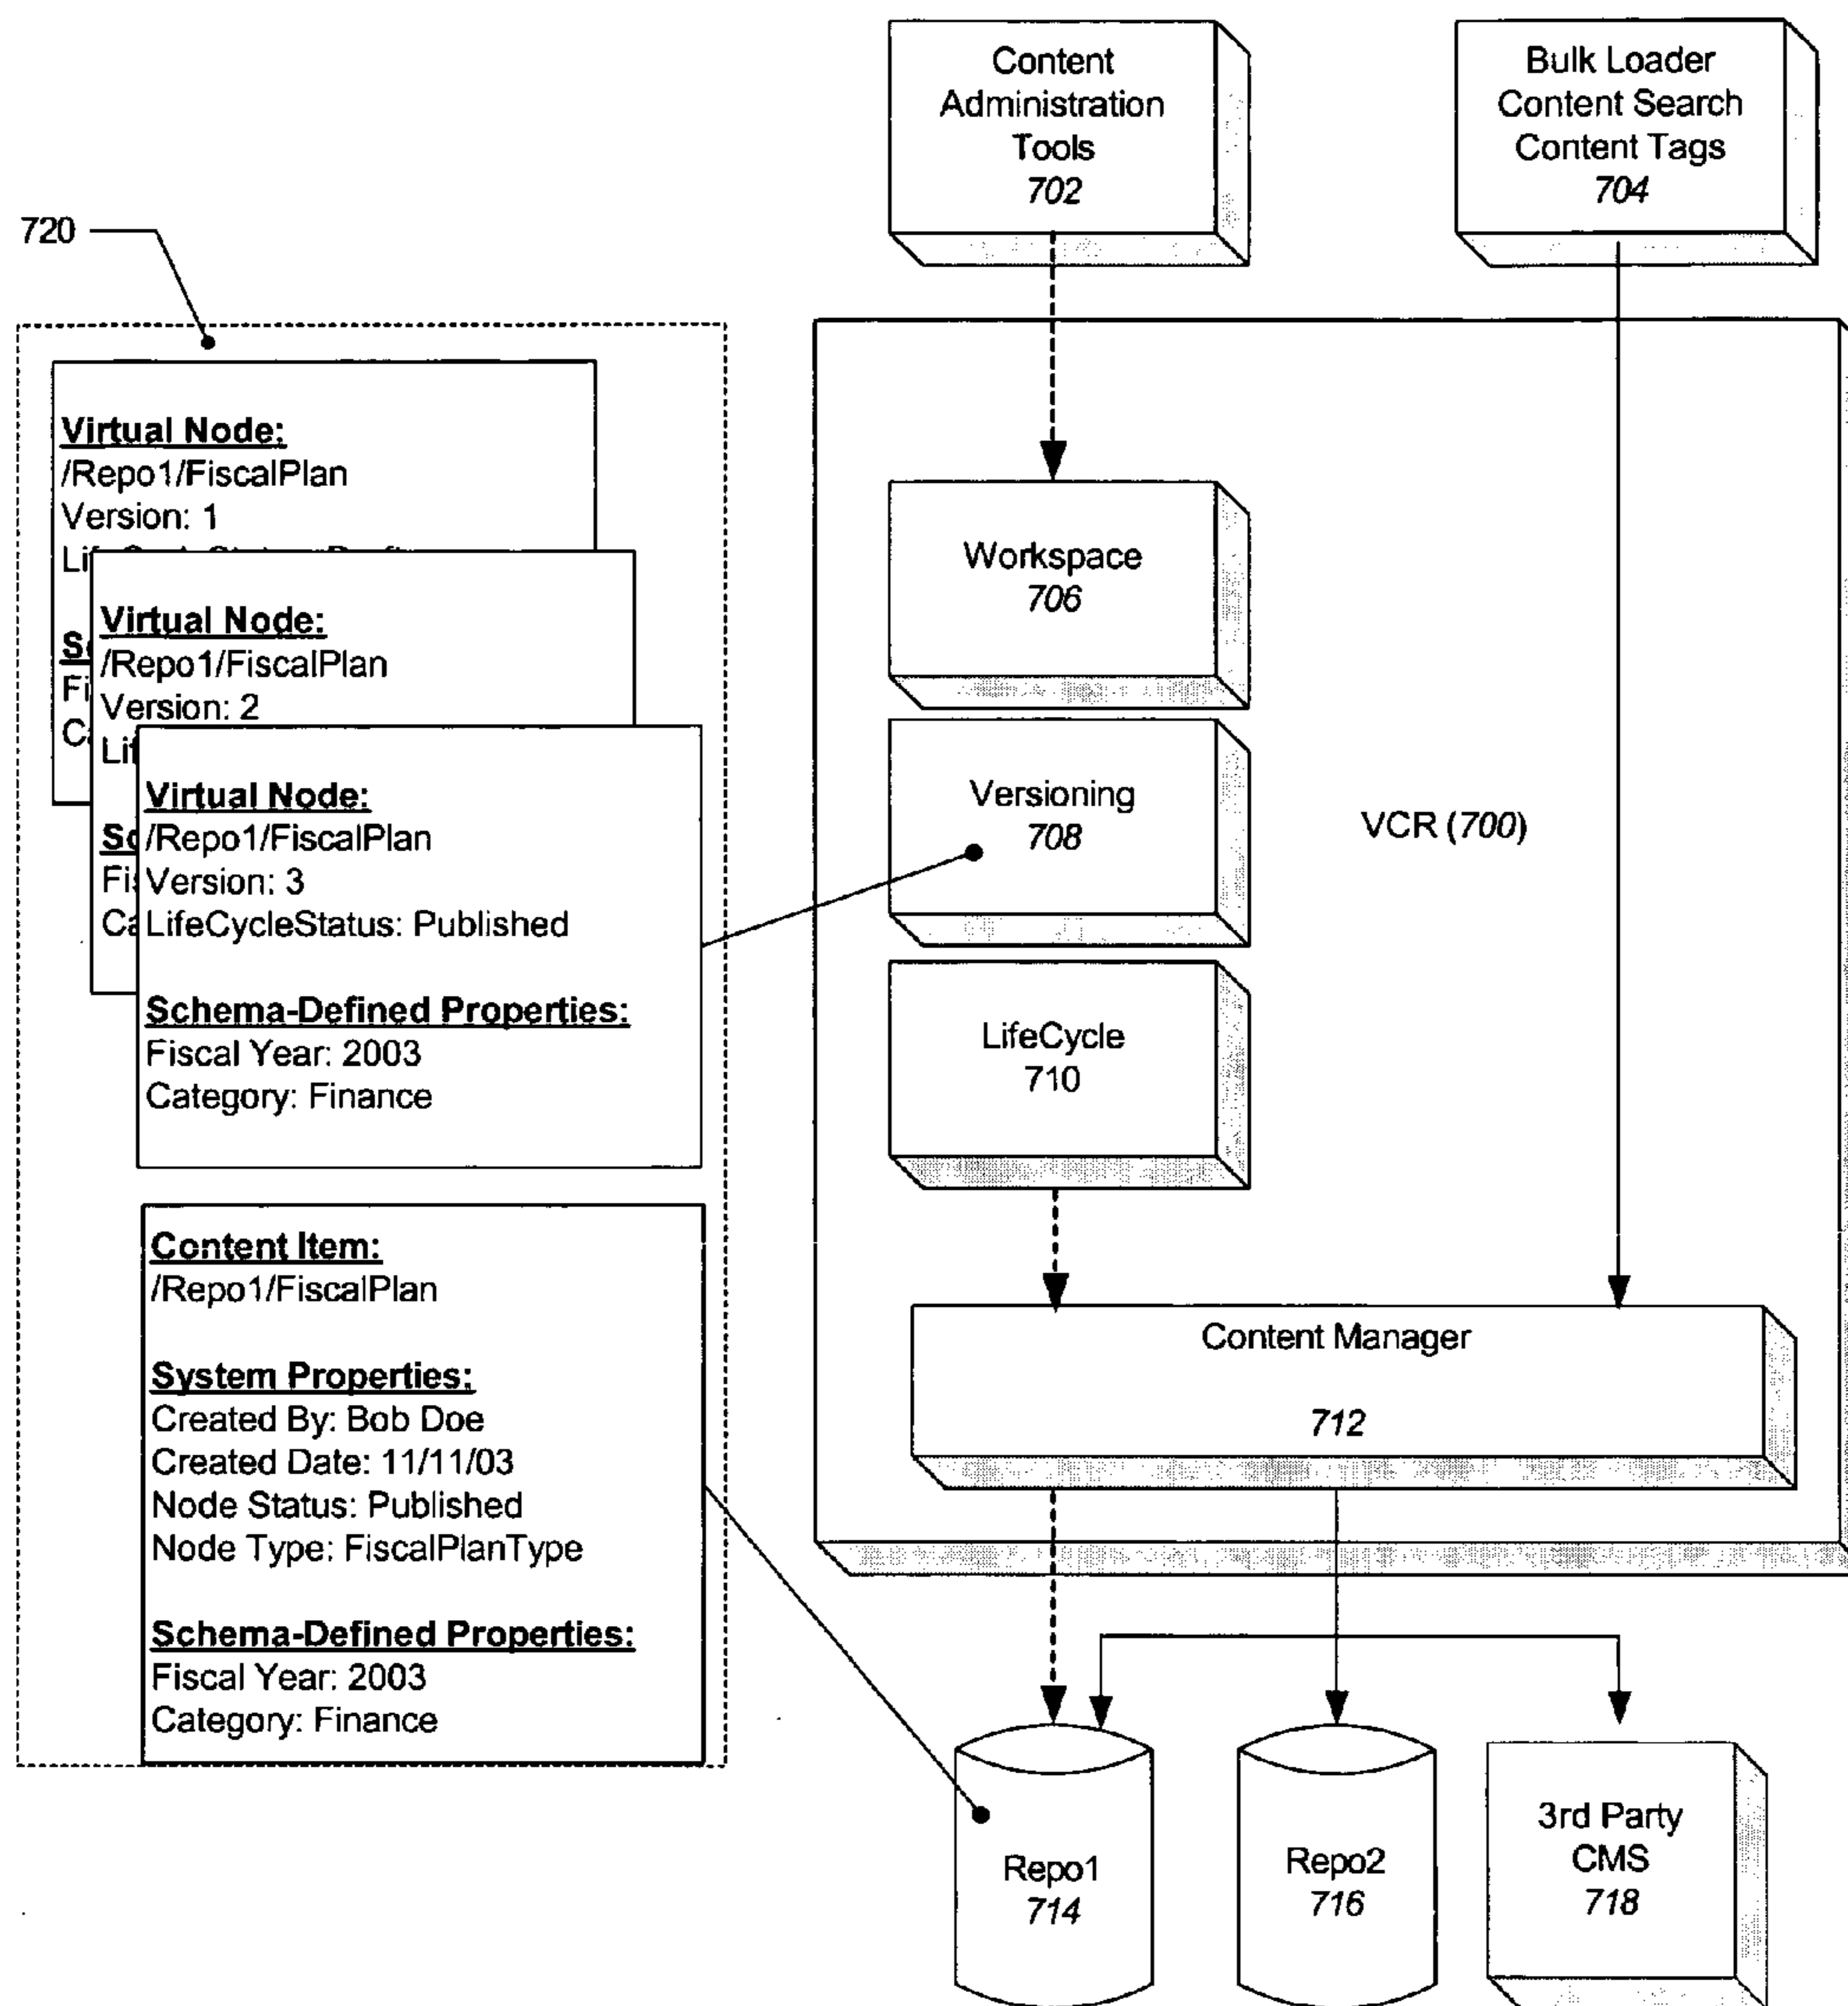 Content
Administration
Tools
702
Bulk Loader
Content Search
Content Tags
704
720
Virtual Node:
/Repo1/FiscalPlan
Version: 1
Virtual Node:
/Repo1/FiscalPlan
Version: 2
Virtual Node:
/Repo1/FiscalPlan
Version: 3
LifeCycleStatus: Published
Schema-Defined Properties:
Fiscal Year: 2003
Category: Finance
Content Item:
/Repo1/FiscalPlan
System Properties:
Created By: Bob Doe
Created Date: 11/11/03
Node Status: Published
Node Type: FiscalPlanType
Schema-Defined Properties:
Fiscal Year: 2003
Category: Finance
Workspace
706
Versioning
708
VCR (700)
LifeCycle
710
Content Manager
712
Repo1
714
Repo2
716
3rd Party
CMS
718